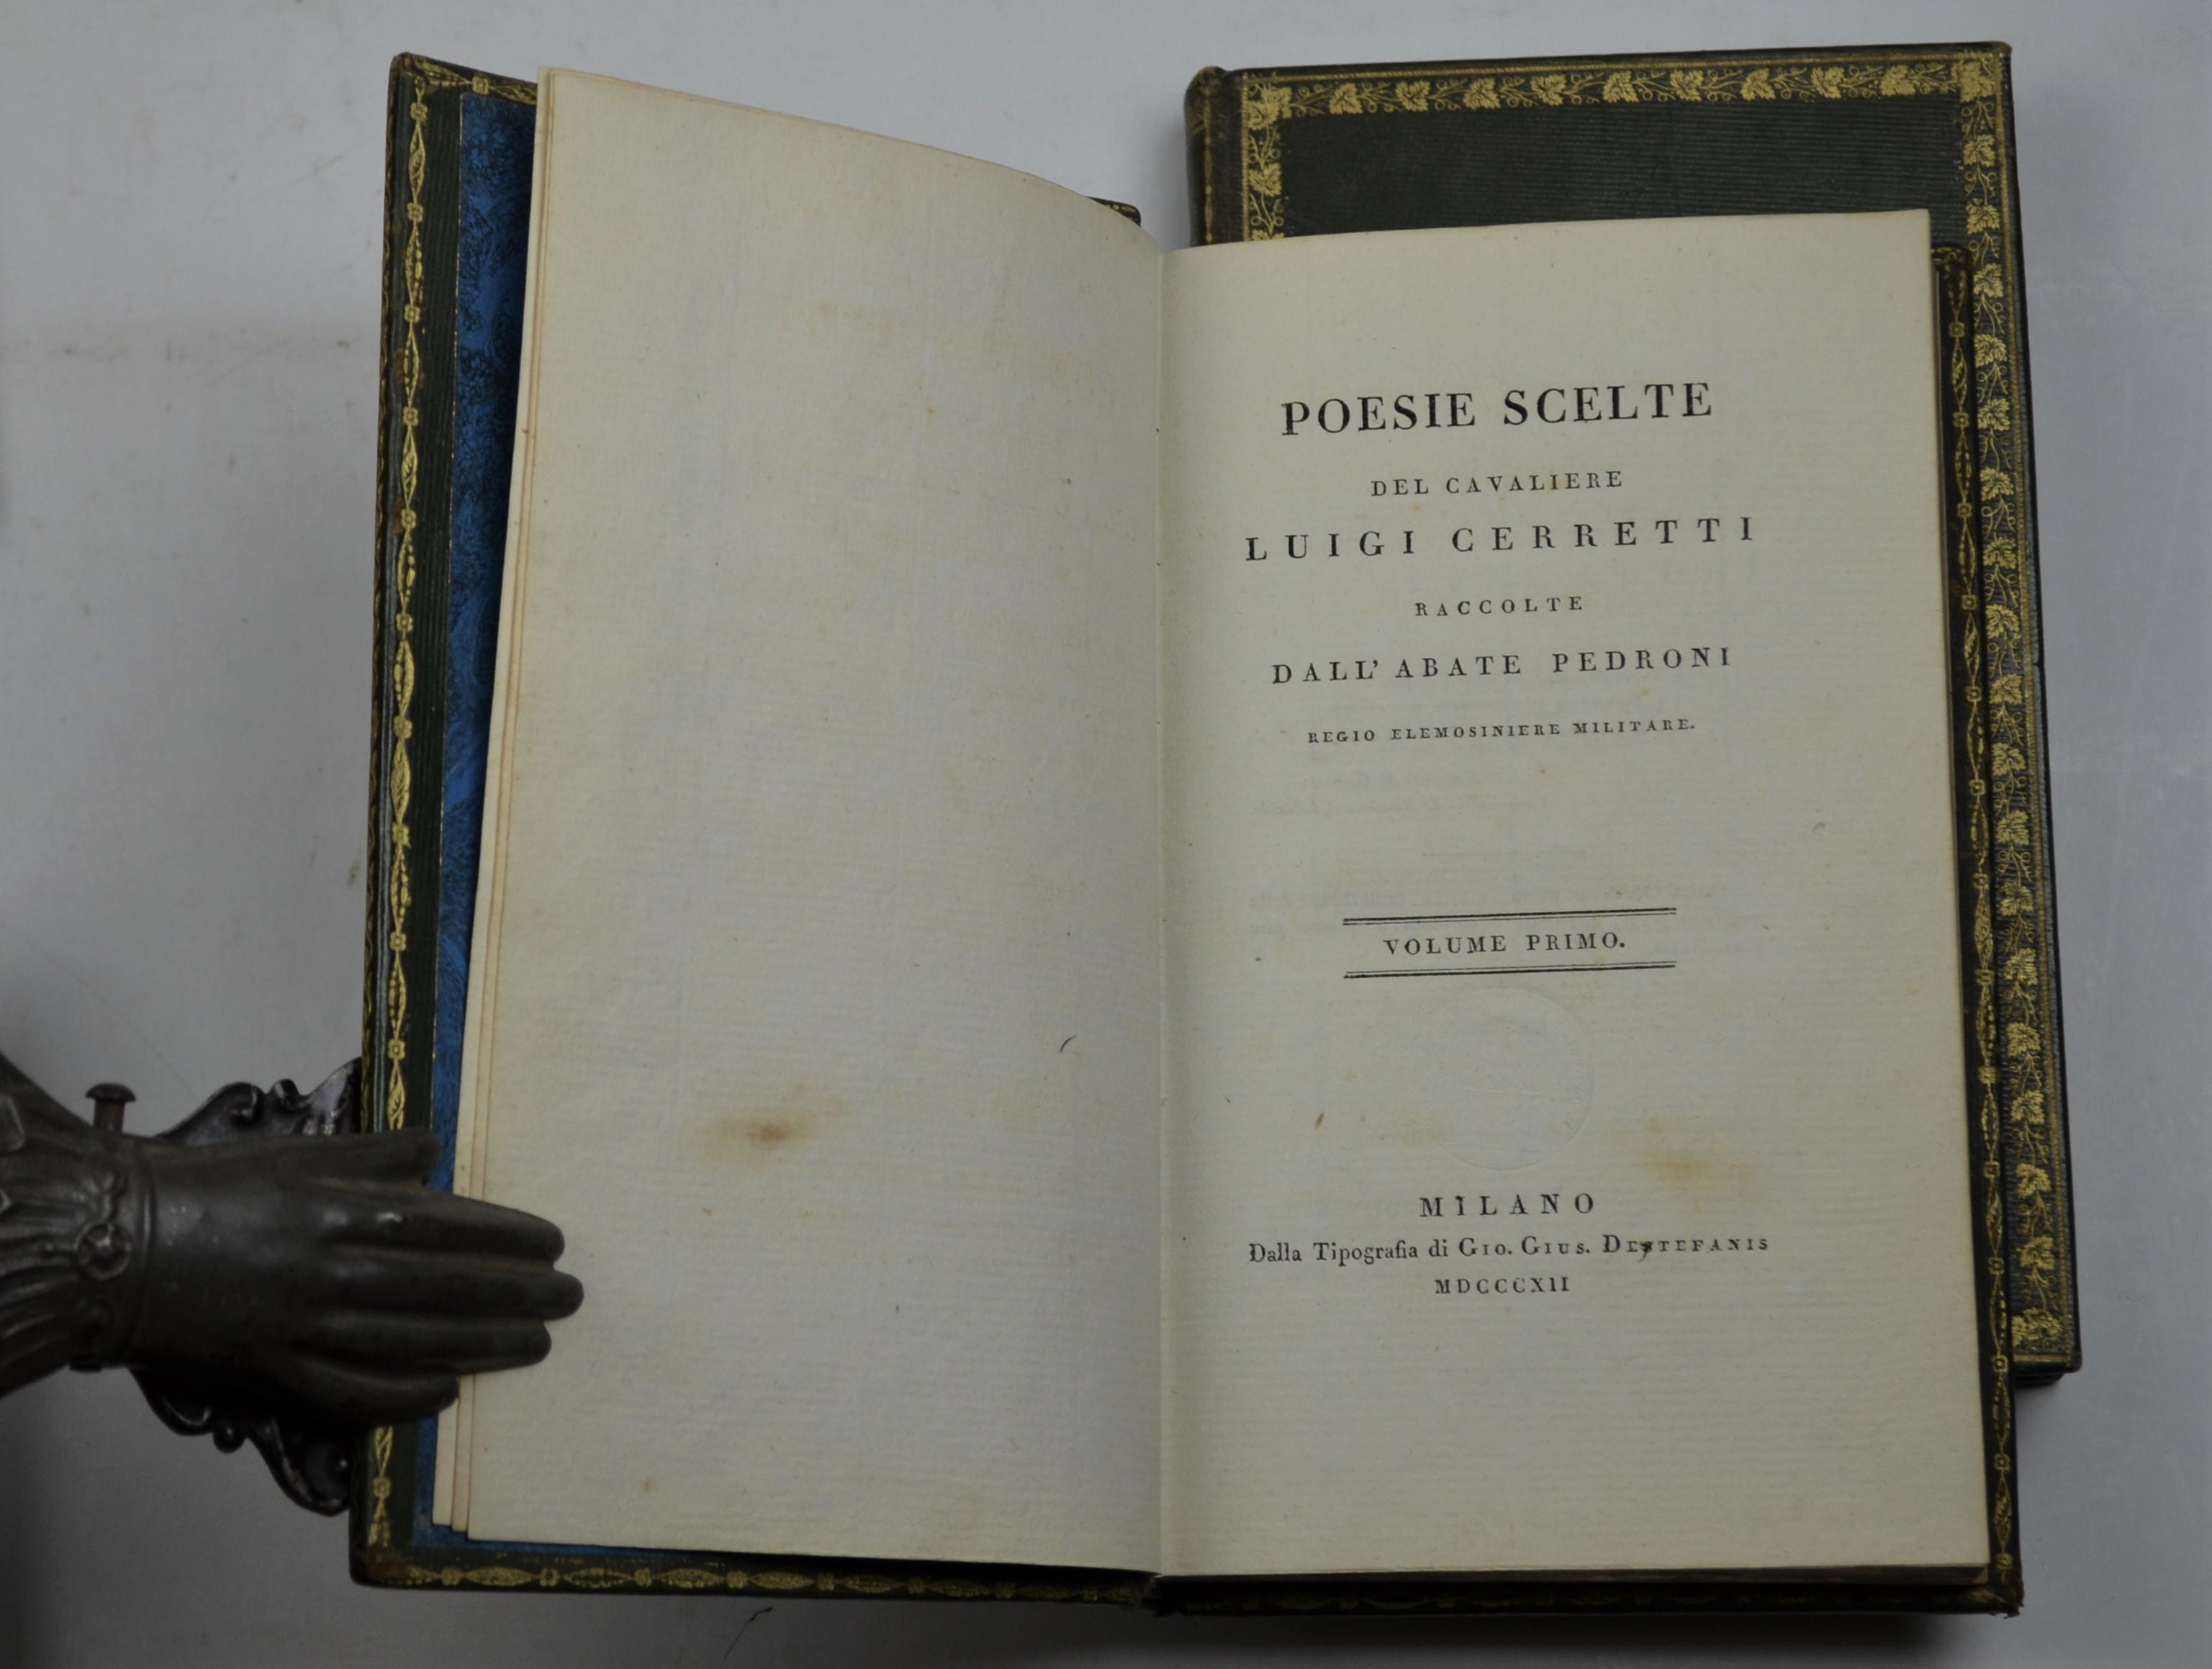 POESIE SCELTE
DEL CAVALIERE
LUIGI CERRETTI
RACCOLTE
DALL' ABATE PEDRONI
REGIO ELEMOSINIERE MILITARE.
VOLUME PRIMO.
MILANO
Dalla Tipografia di GIO. GIUS. DESTEFANIS
MDCCCXII